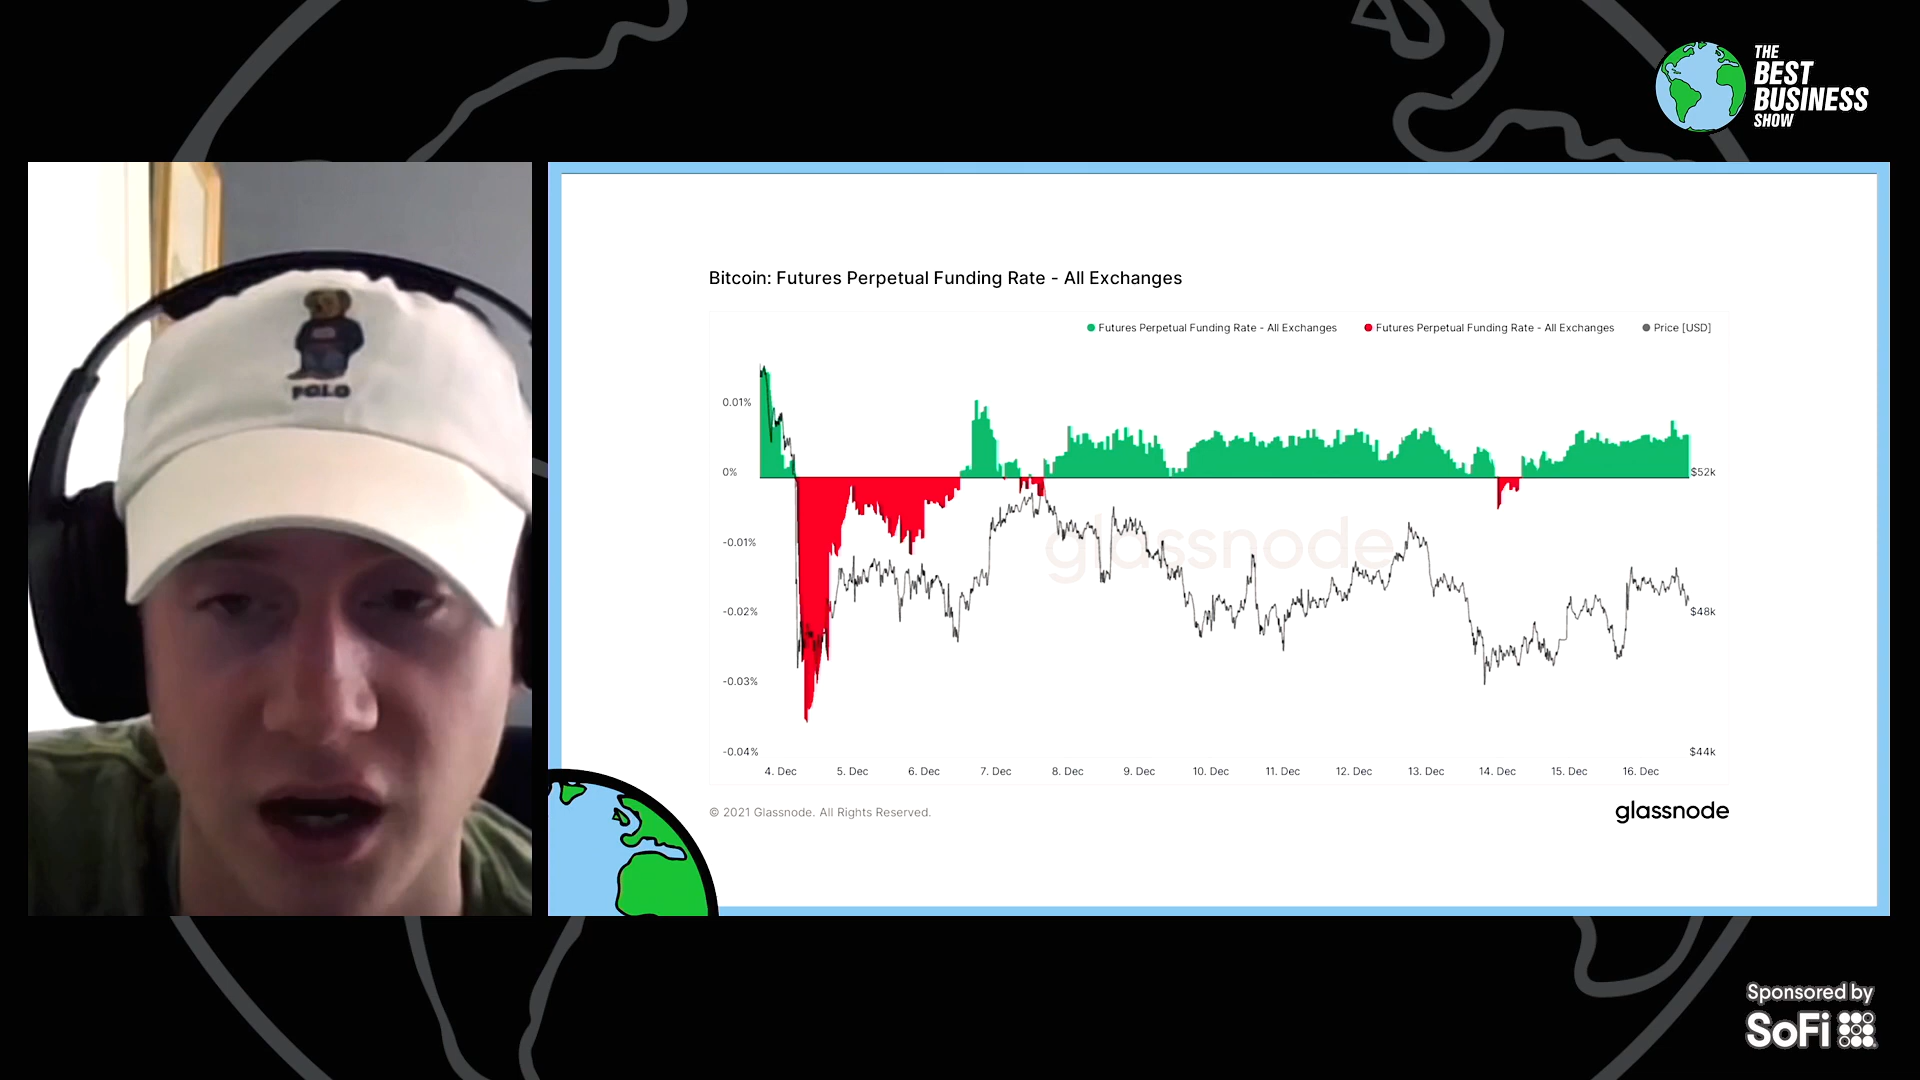 THE
BEST
BUSINESS
SHOW
POLO
Bitcoin: Futures Perpetual Funding Rate - All Exchanges
Futures Perpetual Funding Rate - All Exchanges Futures Perpetual Funding Rate - All Exchanges Price [USD]
0.01%
0% $52k
-0.01%
glassnode
-0.02% $48k
-0.03%
-0.04% $44k
4. Dec 5. Dec 6. Dec 7. Dec 8. Dec 9. Dec 10. Dec 11. Dec 12. Dec 13. Dec 14. Dec 15. Dec 16. Dec
© 2021 Glassnode. All Rights Reserved. glassnode
Sponsored by
SoFi